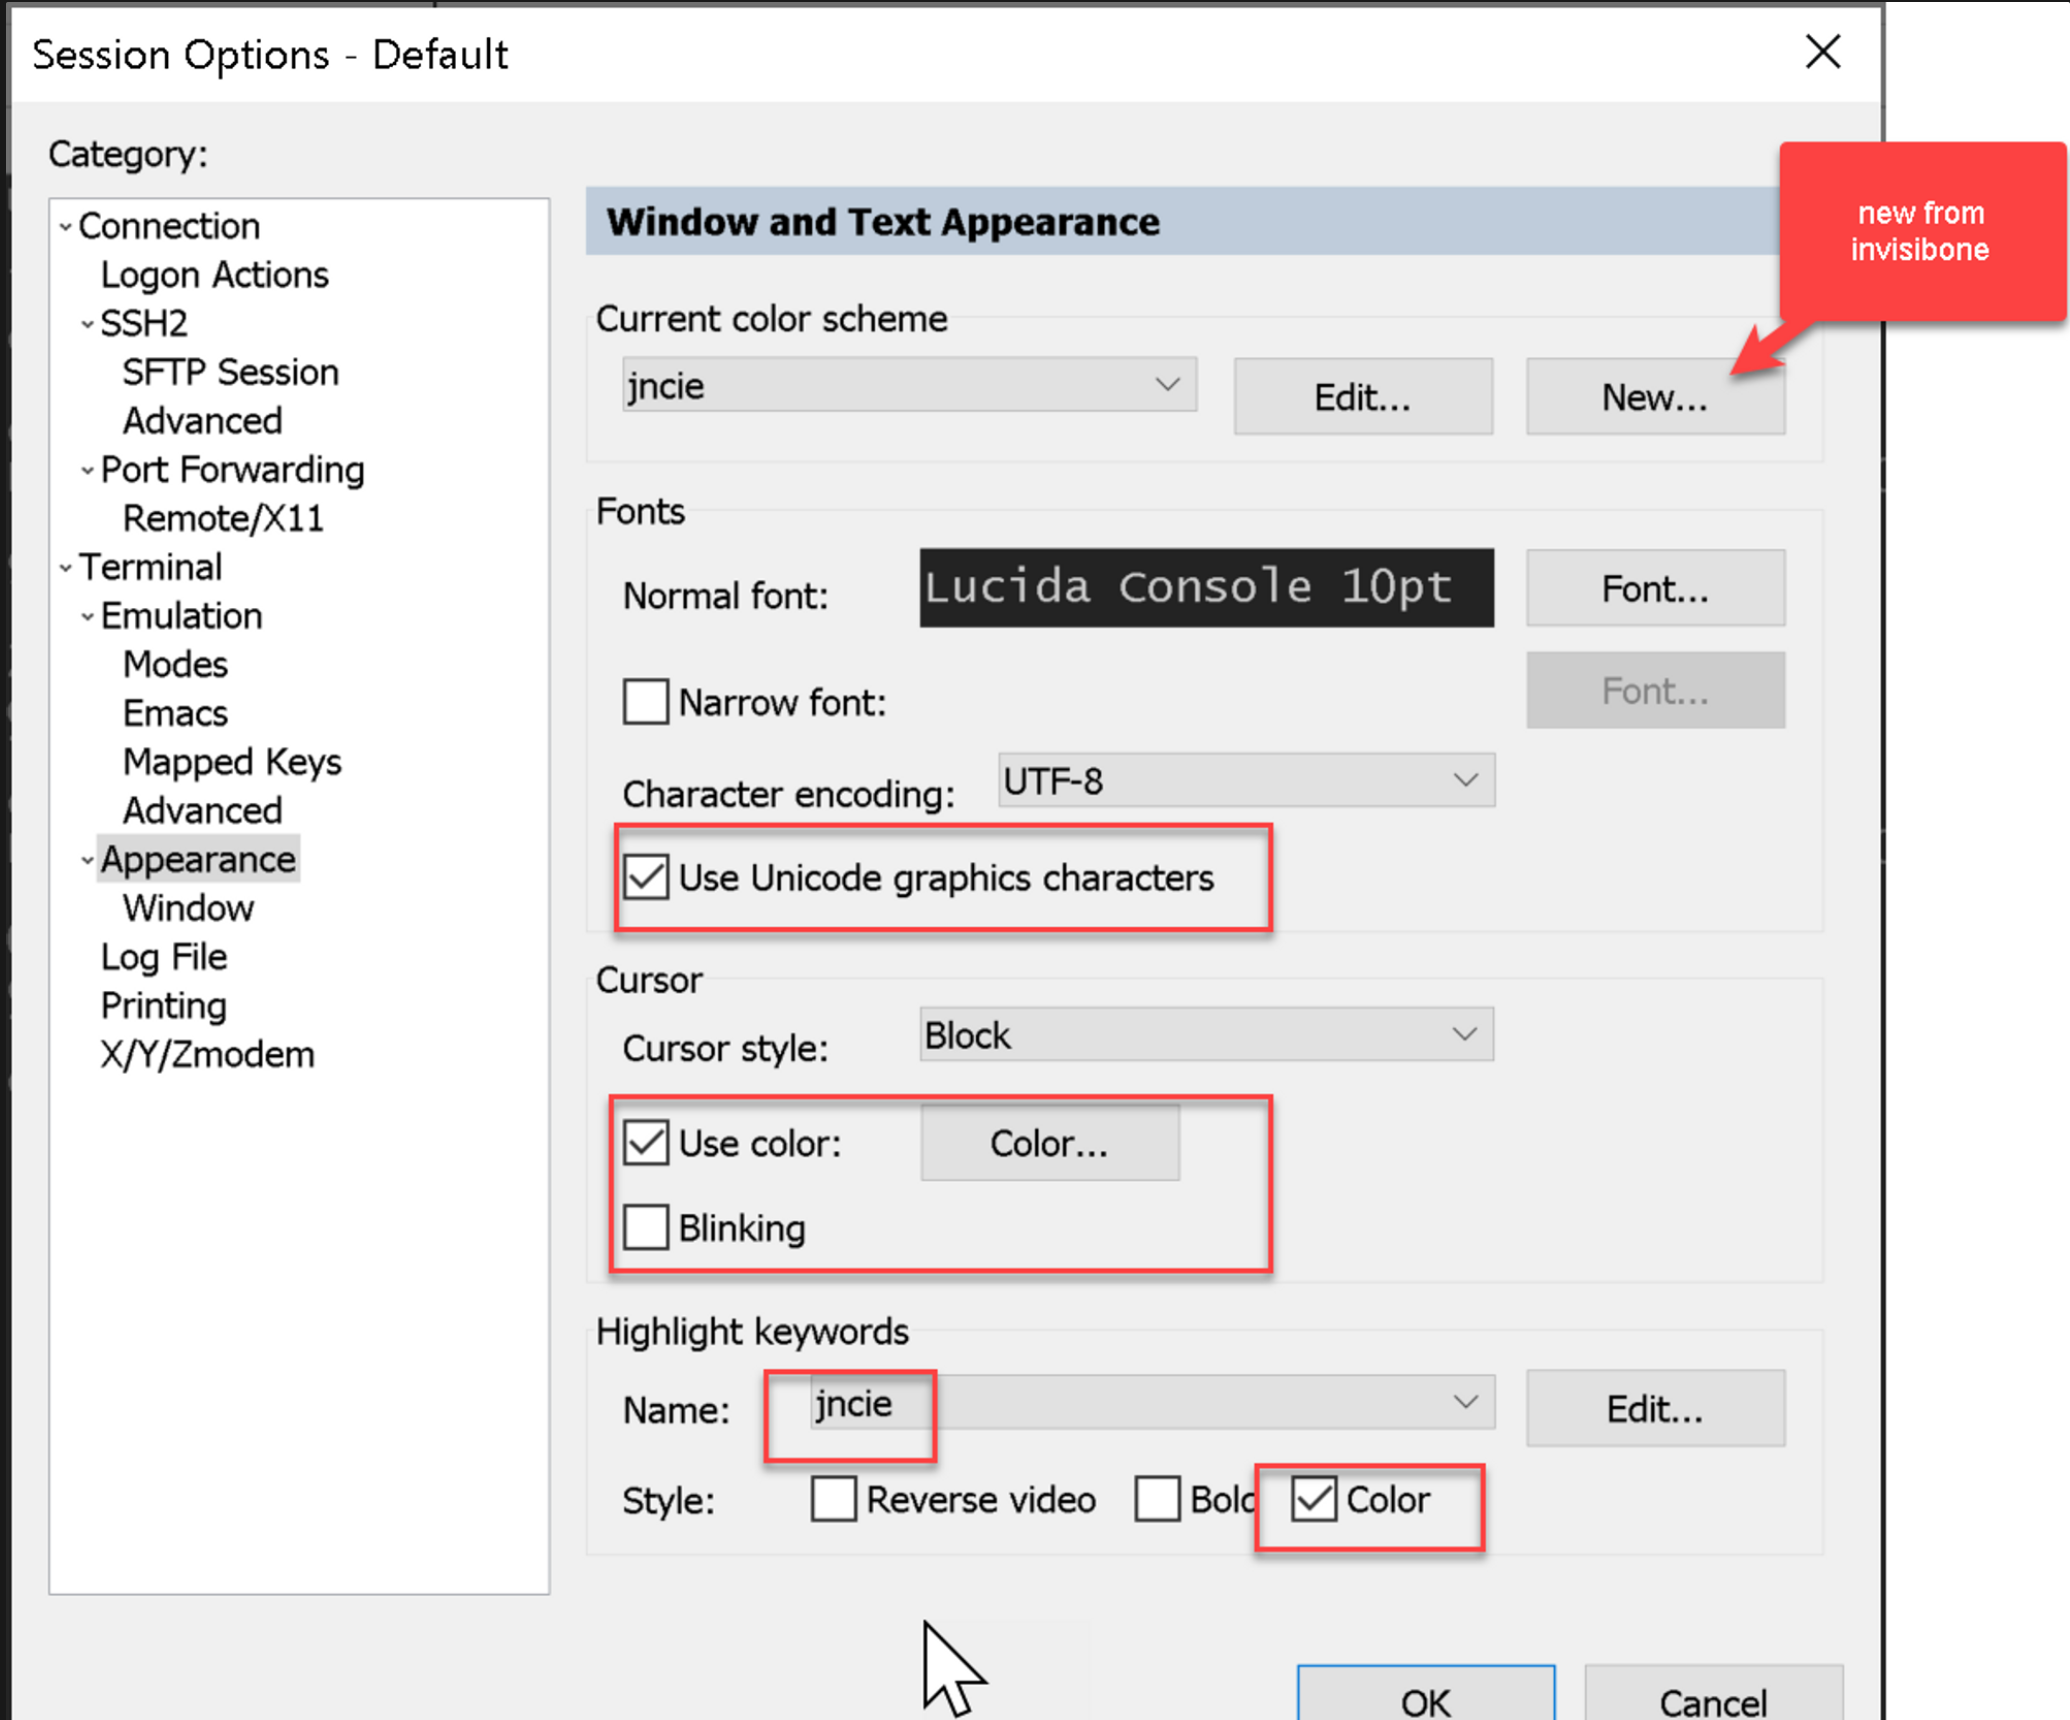 Session Options - Default
Category:
Connection
Logon Actions
SSH2
SFTP Session
Advanced
Port Forwarding
Remote/X11
Terminal
Emulation
Modes
Emacs
Mapped Keys
Advanced
Appearance
Window
Log File
Printing
X/Y/Zmodem
Window and Text Appearance
new from
invisibone
Current color scheme
jncie Edit... New...
Fonts
Normal font: Lucida Console 10pt Font...
Narrow font: Font...
Character encoding: UTF-8
Use Unicode graphics characters
Cursor
Cursor style: Block
Use color: Color...
Blinking
Highlight keywords
Name: jncie Edit...
Style: Reverse video Bold Color
OK Cancel